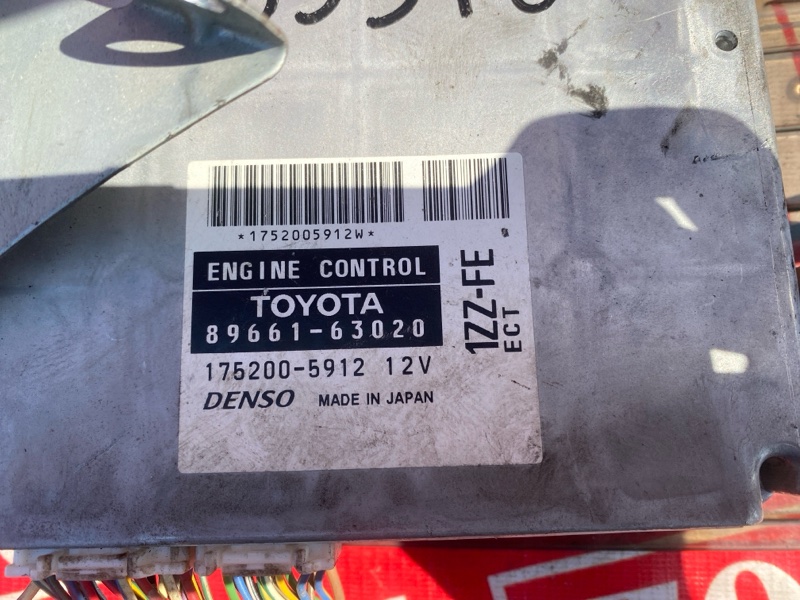 *1752005912W*
ENGINE CONTROL
TOYOTA
89661-63020
175200-5912 12V
DENSO MADE IN JAPAN
1ZZ-FE
ECT